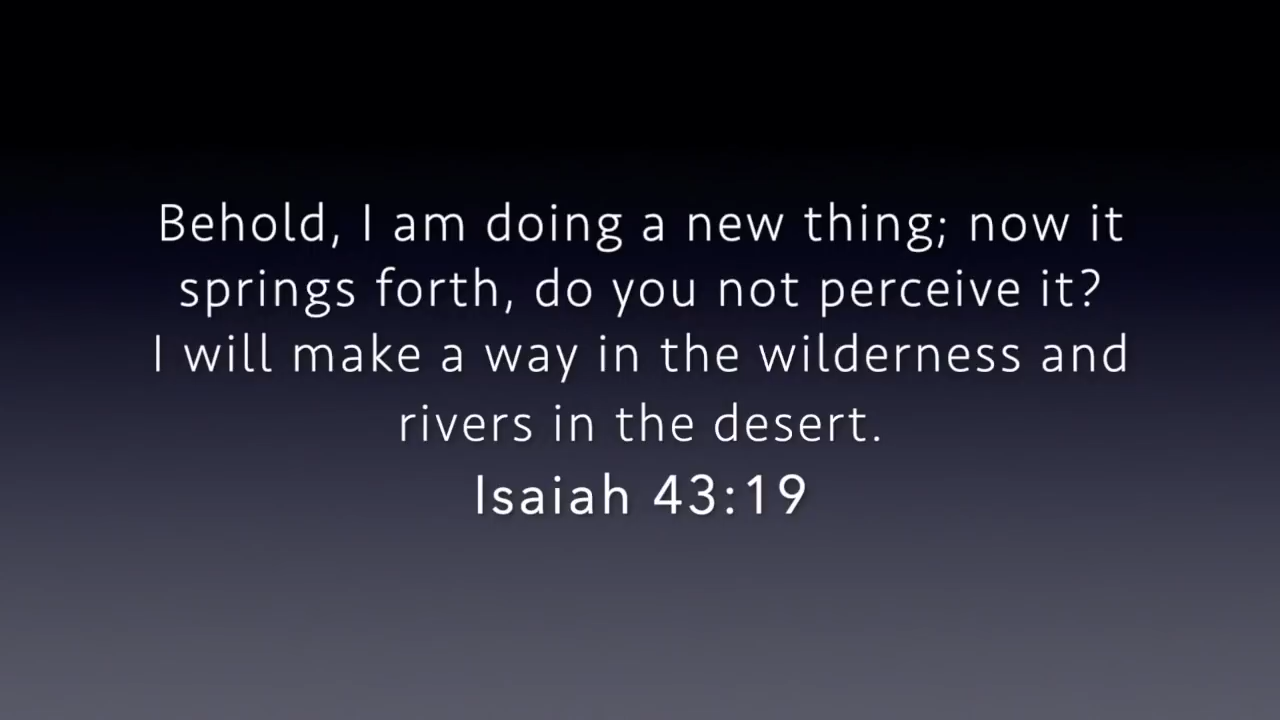 Behold, I am doing a new thing; now it
springs forth, do you not perceive it?
I will make a way in the wilderness and
rivers in the desert.
Isaiah 43:19